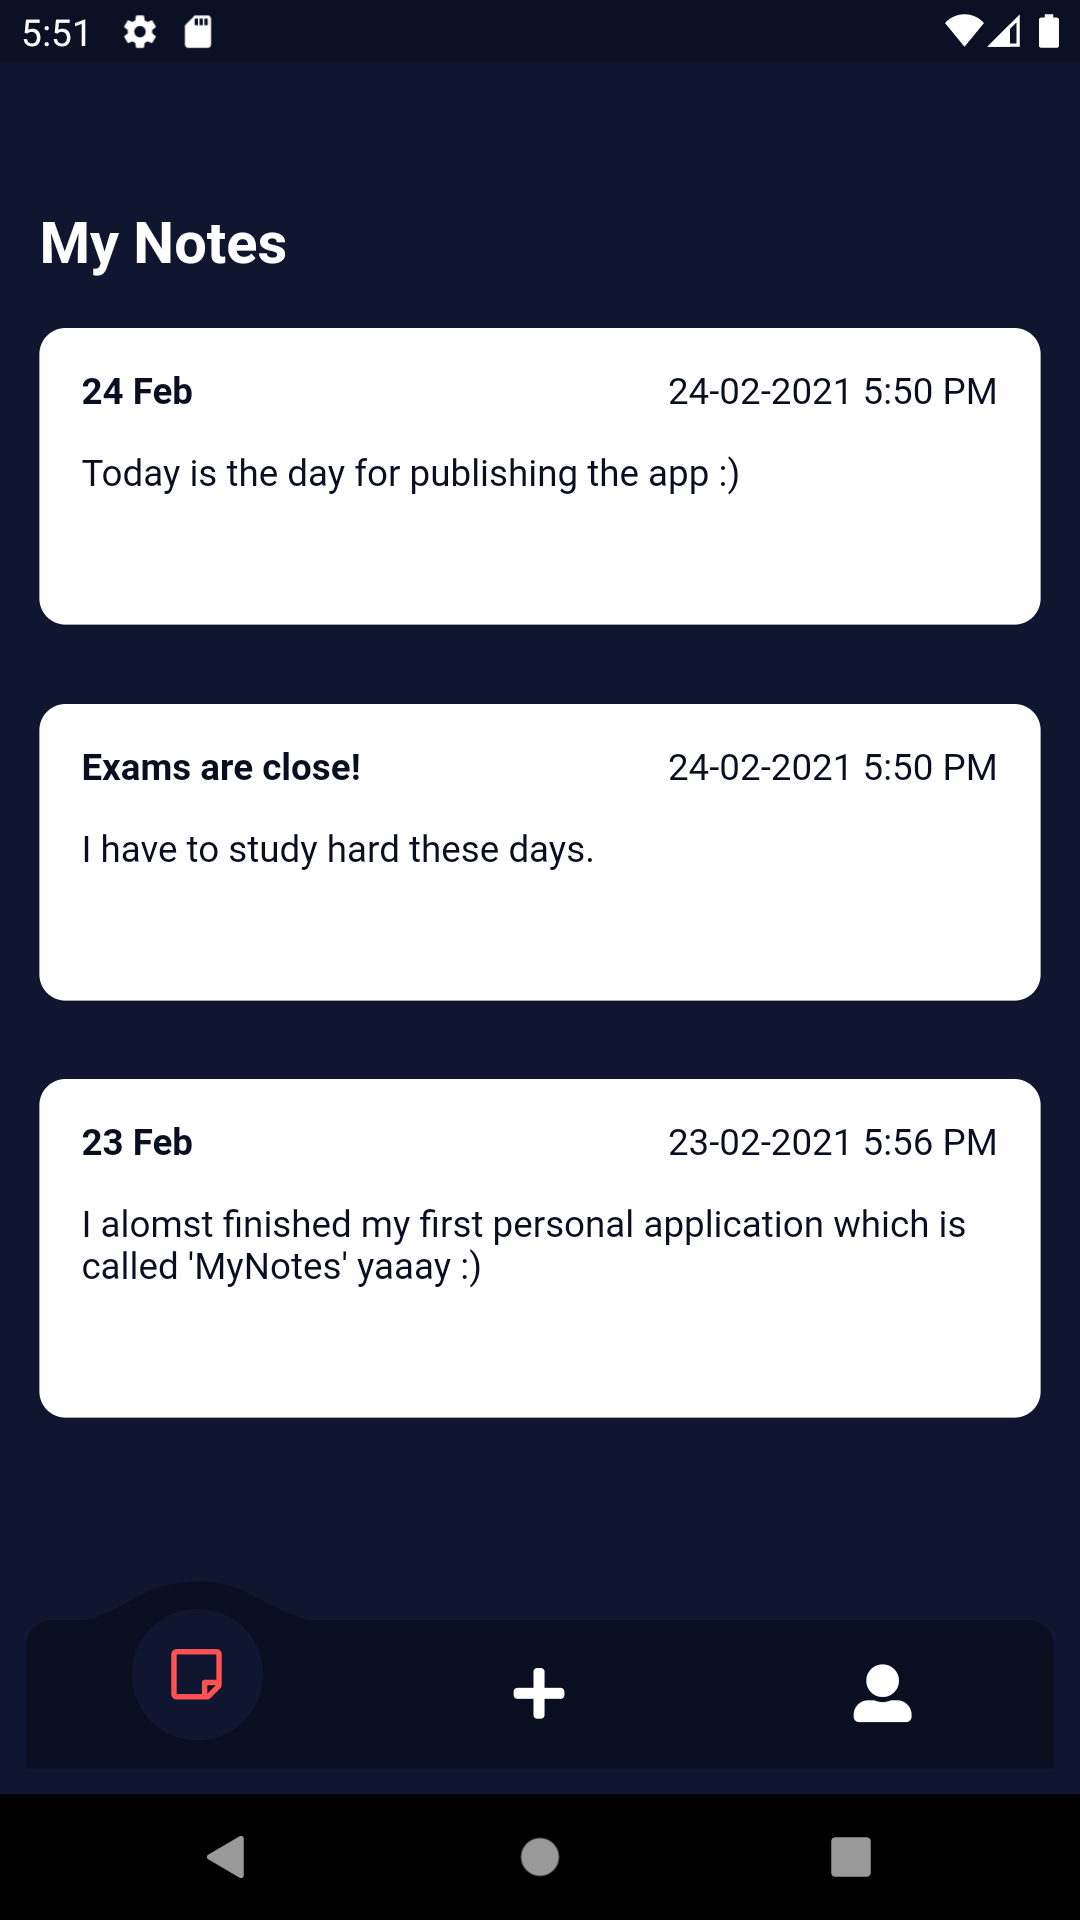 5:51
My Notes
24 Feb 24-02-2021 5:50 PM
Today is the day for publishing the app :)
Exams are close! 24-02-2021 5:50 PM
I have to study hard these days.
23 Feb 23-02-2021 5:56 PM
I alomst finished my first personal application which is
called 'MyNotes' yaaay :)